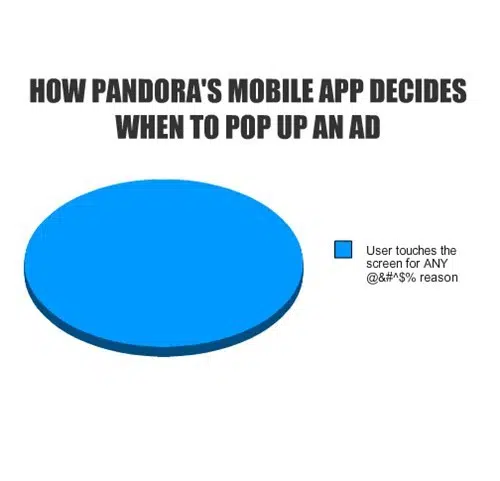 HOW PANDORA'S MOBILE APP DECIDES
WHEN TO POP UP AN AD
User touches the
screen for ANY
@&#^$% reason